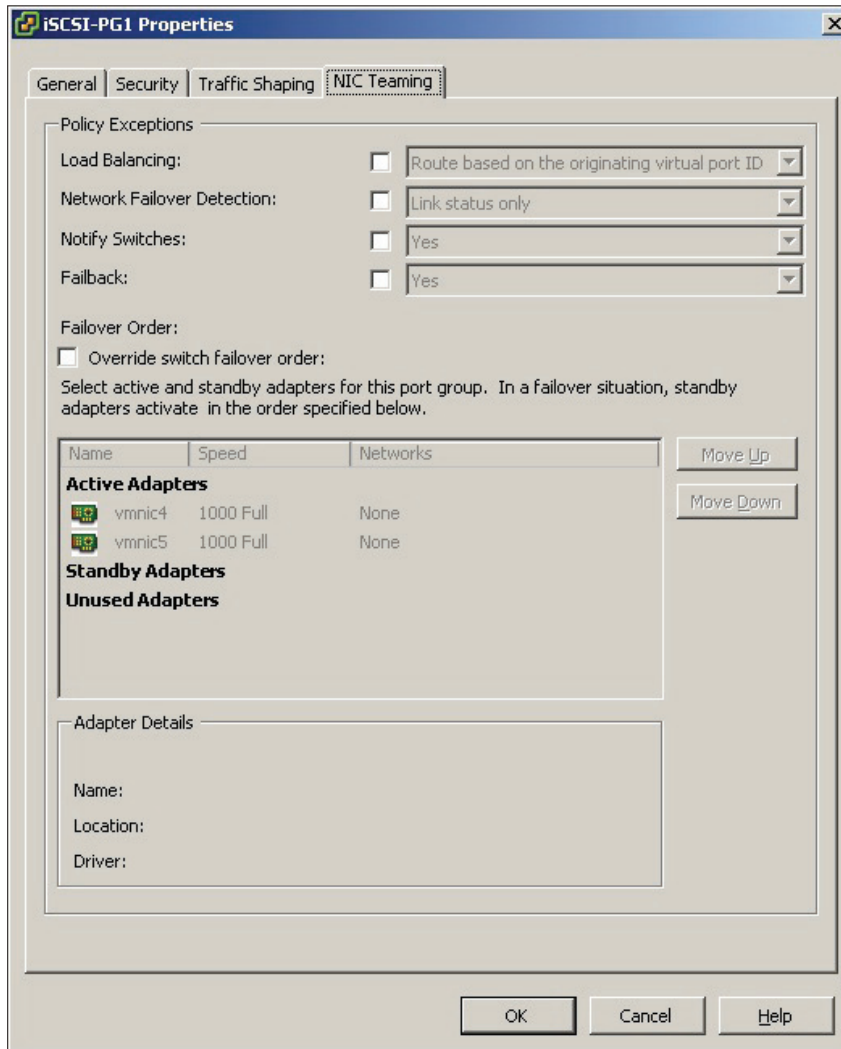 iSCSI-PG1 Properties
General Security Traffic Shaping NIC Teaming
Policy Exceptions
Load Balancing: Route based on the originating virtual port ID
Network Failover Detection: Link status only
Notify Switches: Yes
Failback: Yes
Failover Order:
Override switch failover order:
Select active and standby adapters for this port group. In a failover situation, standby
adapters activate in the order specified below.
Name Speed Networks Move Up
Active Adapters
vmnic4 1000 Full None Move Down
vmnic5 1000 Full None
Standby Adapters
Unused Adapters
Adapter Details
Name:
Location:
Driver:
OK Cancel Help